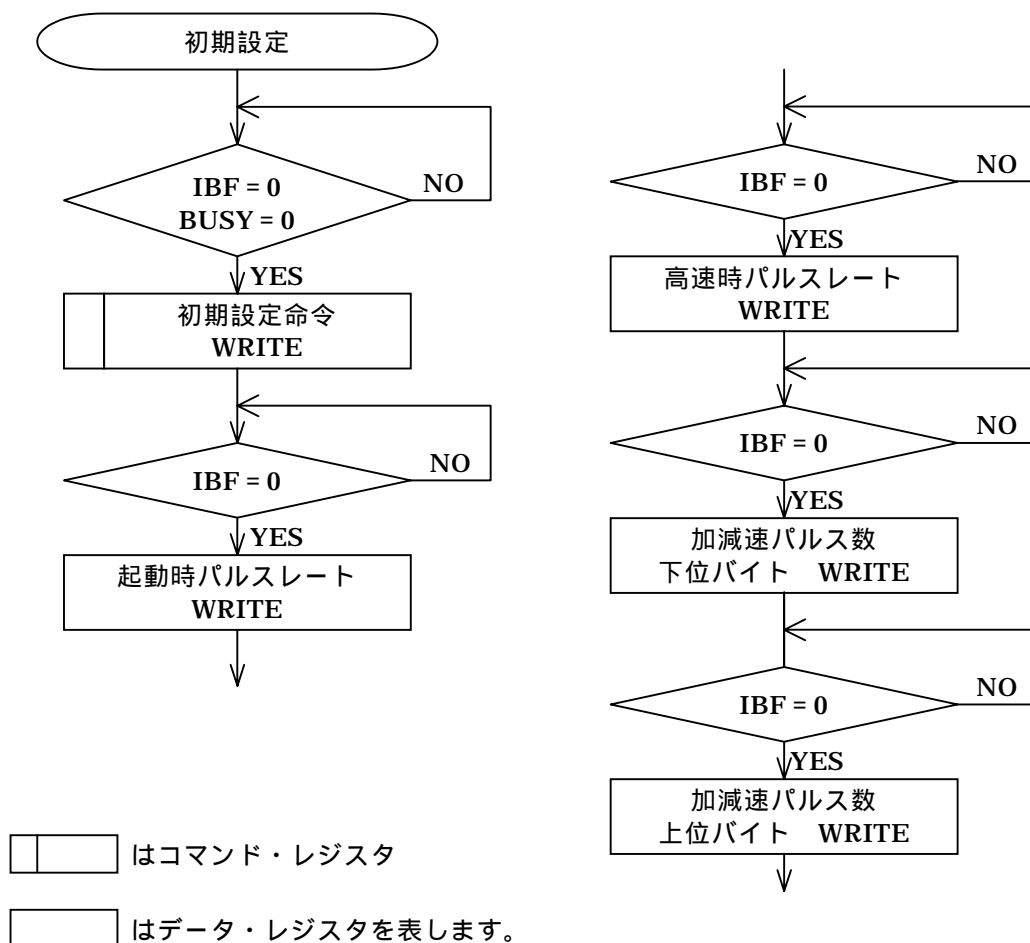 初期設定
IBF = 0
BUSY = 0
NO
YES
初期設定命令
WRITE
IBF = 0
NO
YES
起動時パルスレート
WRITE
IBF = 0
NO
YES
高速時パルスレート
WRITE
IBF = 0
NO
YES
加減速パルス数
下位バイト WRITE
IBF = 0
NO
YES
加減速パルス数
上位バイト WRITE
はコマンド・レジスタ
はデータ・レジスタを表します。